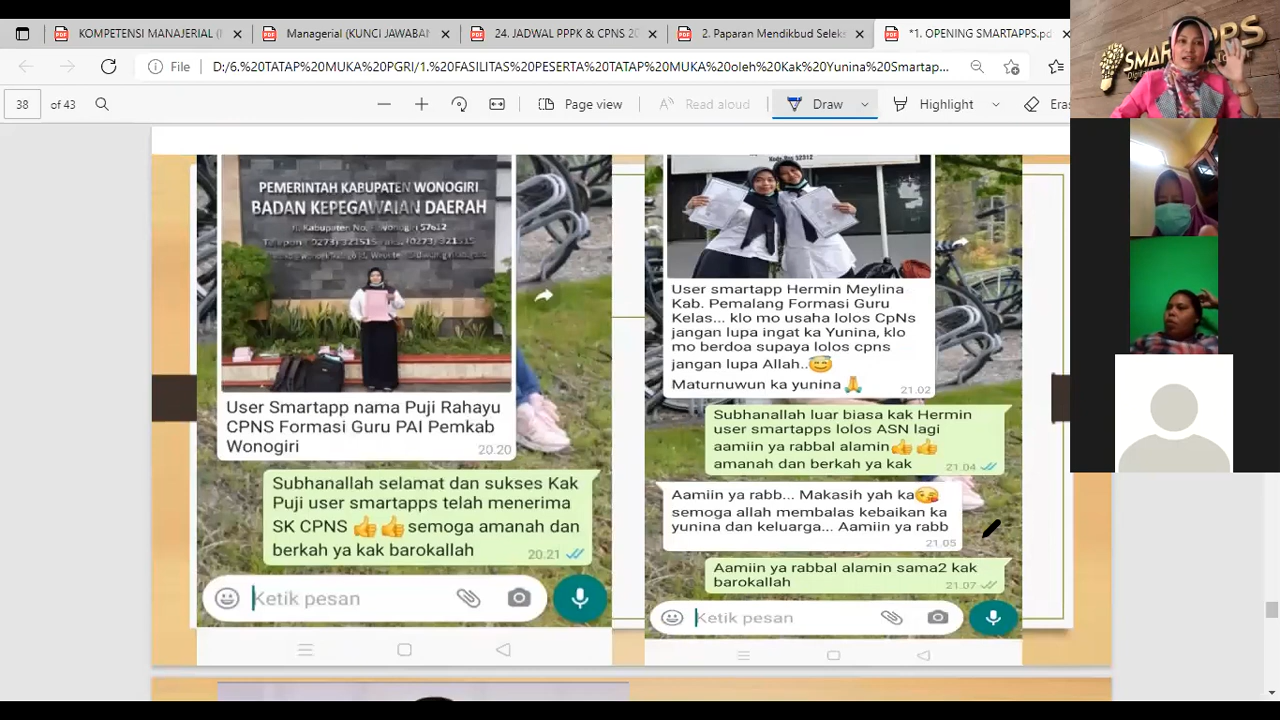 KOMPETENSI MANAJERIAL (
Managerial (KUNCI JAWABAN
24. JADWAL PPPK & CPNS 20
2. Paparan Mendikbud Seleks
*1. OPENING SMARTAPPS.pd
File
D:/6.%20TATAP%20MUKA%20PGRI/1.%20FASILITAS%20PESERTA%20TATAP%20MUKA%20oleh%20Kak%20Yunina%20Smartap...
38
of 43
Page view
Read aloud
Draw
Highlight
Eras
SMART PPS
PEMERINTAH KABUPATEN WONOGIRI
BADAN KEPEGAWAIAN DAERAH
User Smartapp nama Puji Rahayu
CPNS Formasi Guru PAI Pemkab
Wonogiri
20.20
Subhanallah selamat dan sukses Kak
Puji user smartapps telah menerima
SK CPNS 👍👍 semoga amanah dan
berkah ya kak barokallah
20.21
Ketik pesan
User smartapp Hermin Meylina
Kab. Pemalang Formasi Guru
Kelas... klo mo usaha lolos CpNs
jangan lupa ingat ka Yunina, klo
mo berdoa supaya lolos cpns
jangan lupa Allah..😇
Maturnuwun ka yunina🙏
21.02
Subhanallah luar biasa kak Hermin
user smartapps lolos ASN lagi
aamiin ya rabbal alamin👍👍
amanah dan berkah ya kak
21.04
Aamiin ya rabb... Makasih yah ka😘
semoga allah membalas kebaikan ka
yunina dan keluarga... Aamiin ya rabb
21.05
Aamiin ya rabbal alamin sama2 kak
barokallah
21.07
Ketik pesan